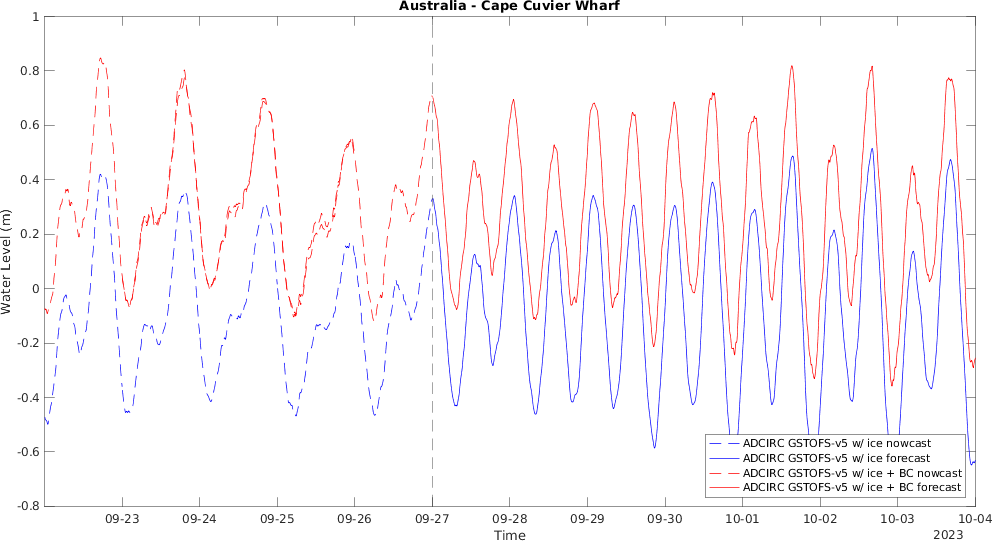 Australia - Cape Cuvier Wharf
1
0.8
0.6
0.4
0.2
0
-0.2
-0.4
-0.6
-0.8
Water Level (m)
09-23 09-24 09-25 09-26 09-27 09-28 09-29 09-30 10-01 10-02 10-03 10-04
Time
2023
ADCIRC GSTOFS-v5 w/ ice nowcast
ADCIRC GSTOFS-v5 w/ ice forecast
ADCIRC GSTOFS-v5 w/ ice + BC nowcast
ADCIRC GSTOFS-v5 w/ ice + BC forecast